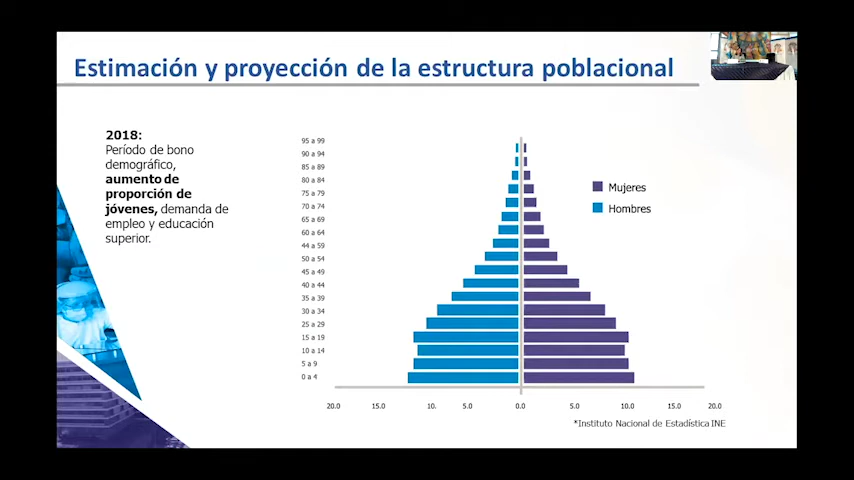 Estimación y proyección de la estructura poblacional
2018:
Período de bono
demográfico,
aumento de
proporción de
jóvenes, demanda de
empleo y educación
superior.
95 a 99
90 a 94
85 a 89
80 a 84
75 a 79
70 a 74
65 a 69
60 a 64
44 a 59
50 a 54
45 a 49
40 a 44
35 a 39
30 a 34
25 a 29
15 a 19
10 a 14
5 a 9
0 a 4
Mujeres
Hombres
20.0 15.0 10. 5.0 0.0 5.0 10.0 15.0 20.0
*Instituto Nacional de Estadística INE